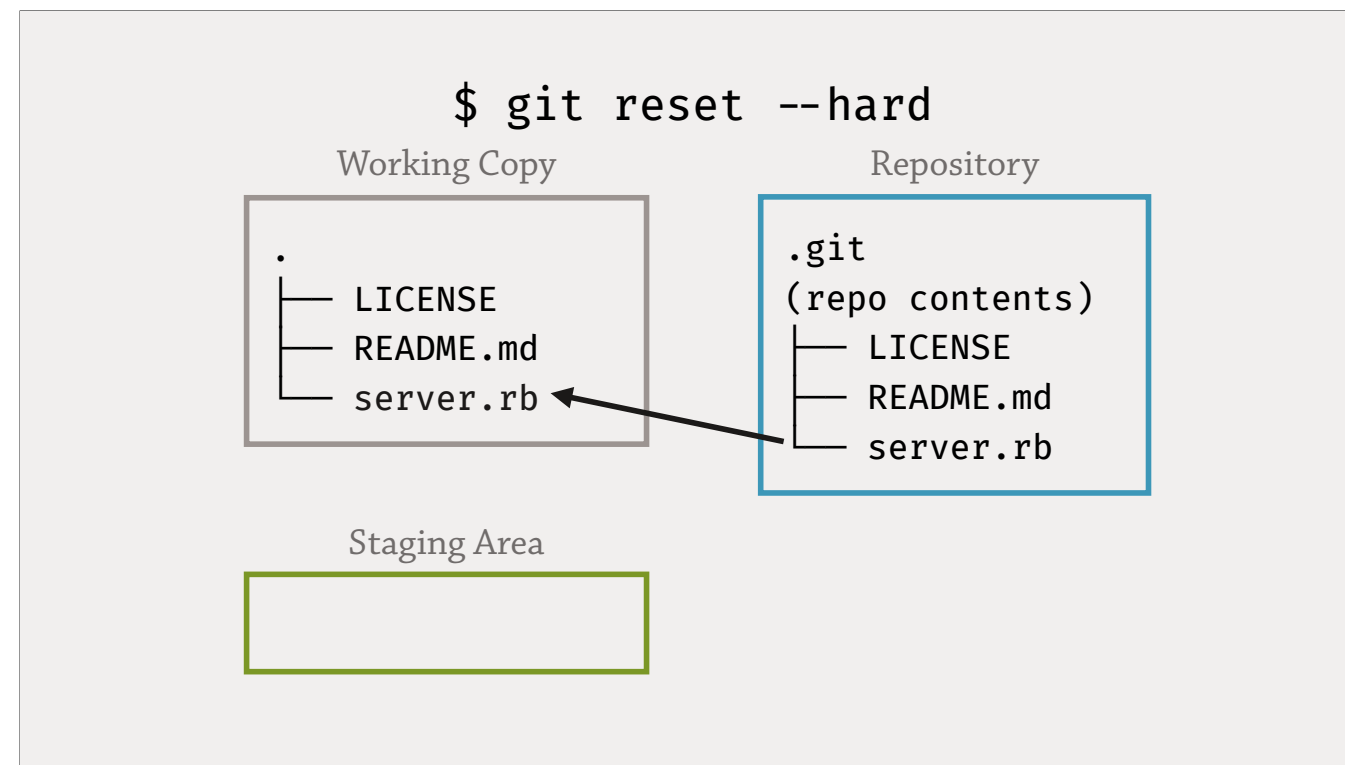 $ git reset --hard
Working Copy
.
├── LICENSE
├── README.md
└── server.rb
Repository
.git
(repo contents)
├── LICENSE
├── README.md
└── server.rb
Staging Area